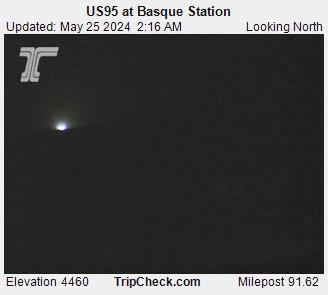 US95 at Basque Station
Updated: May 25 2024 2:16 AM Looking North
Elevation 4460 TripCheck.com Milepost 91.62